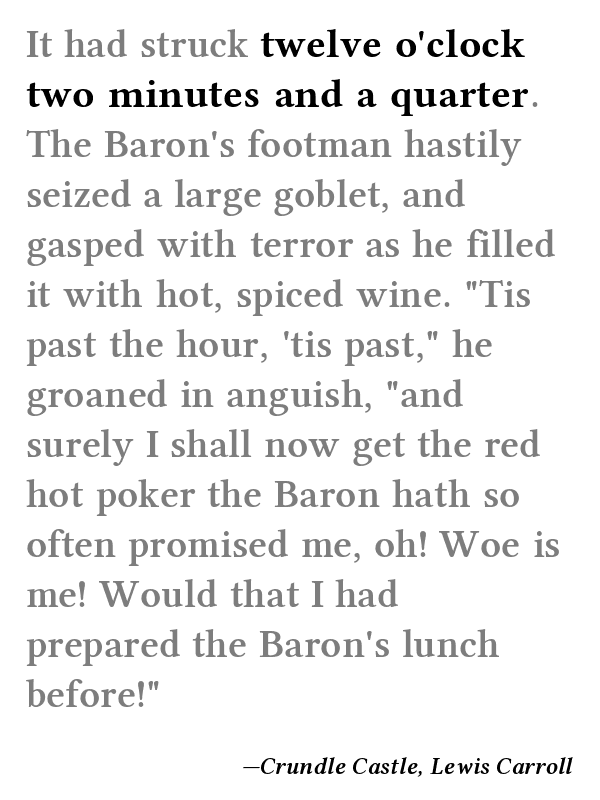 It had struck twelve o'clock
two minutes and a quarter.
The Baron's footman hastily
seized a large goblet, and
gasped with terror as he filled
it with hot, spiced wine. "Tis
past the hour, 'tis past," he
groaned in anguish, "and
surely I shall now get the red
hot poker the Baron hath so
often promised me, oh! Woe is
me! Would that I had
prepared the Baron's lunch
before!"
—Crundle Castle, Lewis Carroll